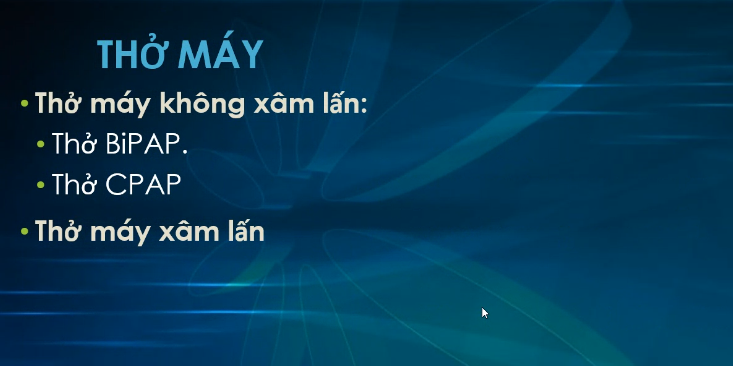 THỞ MÁY
• Thở máy không xâm lấn:
• Thở BiPAP.
• Thở CPAP
• Thở máy xâm lấn